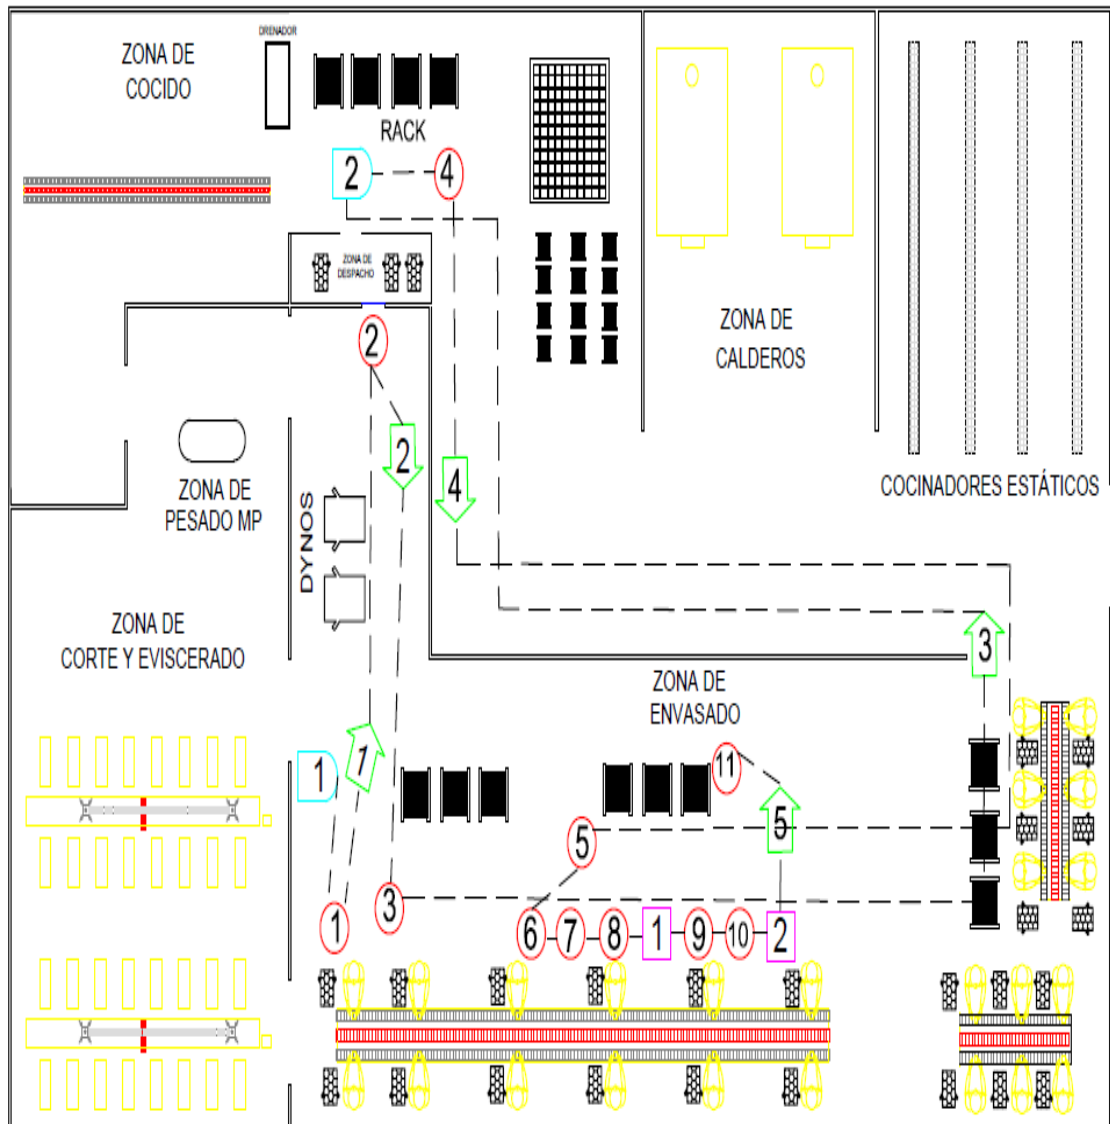 ZONA DE
COCIDO
DRENADOR
RACK
2
4
ZONA DE
DESPACHO
2
ZONA DE
CALDEROS
COCINADORES ESTÁTICOS
2
4
ZONA DE
PESADO MP
DYNOS
ZONA DE
CORTE Y EVISCERADO
3
ZONA DE
ENVASADO
1
1
11
5
5
1
3
6
7
8
1
9
10
2